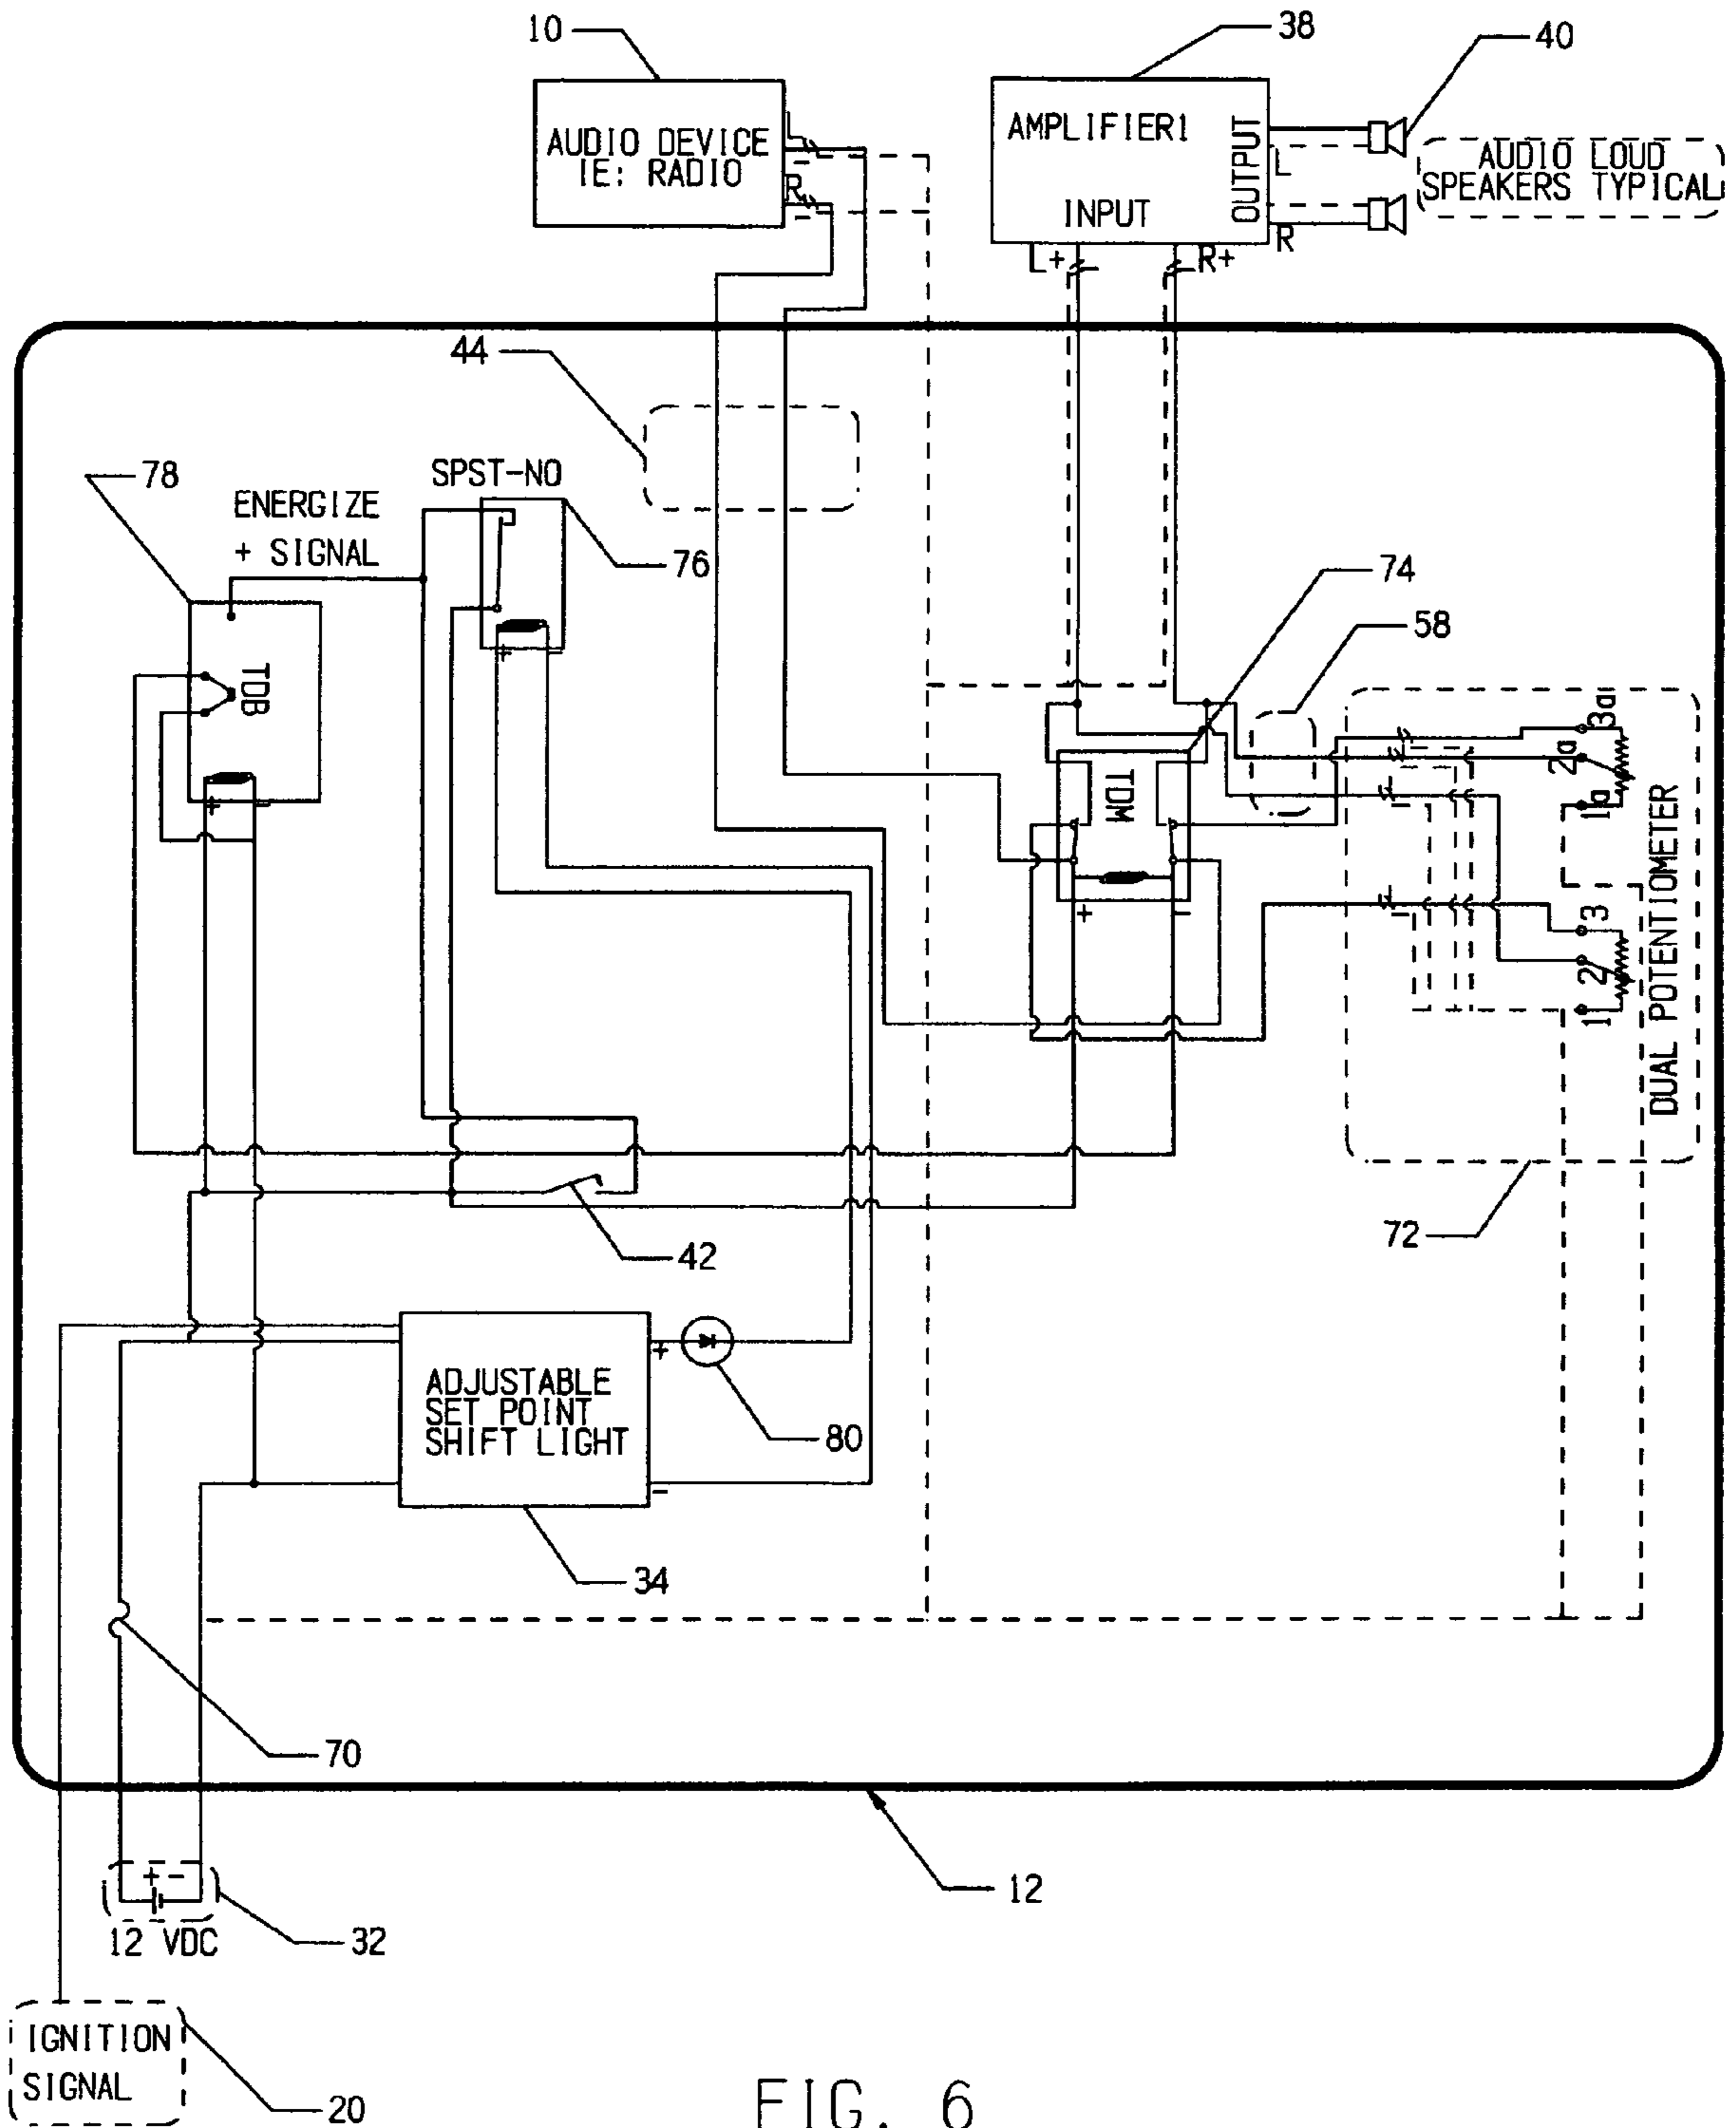 10
38
40
AUDIO DEVICE
IE: RADIO
L
-
R
-
AMPLIFIER1
INPUT
OUTPUT
L
R
L+
R+
AUDIO LOUD
SPEAKERS TYPICAL
44
78
ENERGIZE
+ SIGNAL
SPST-NO
76
74
58
TDB
+ -
+ -
TDM
+ -
3a
2a
1a
3
2
1
DUAL POTENTIOMETER
72
42
ADJUSTABLE
SET POINT
SHIFT LIGHT
+
-
80
34
70
12
+ -
12 VDC
32
IGNITION
SIGNAL
20
FIG. 6